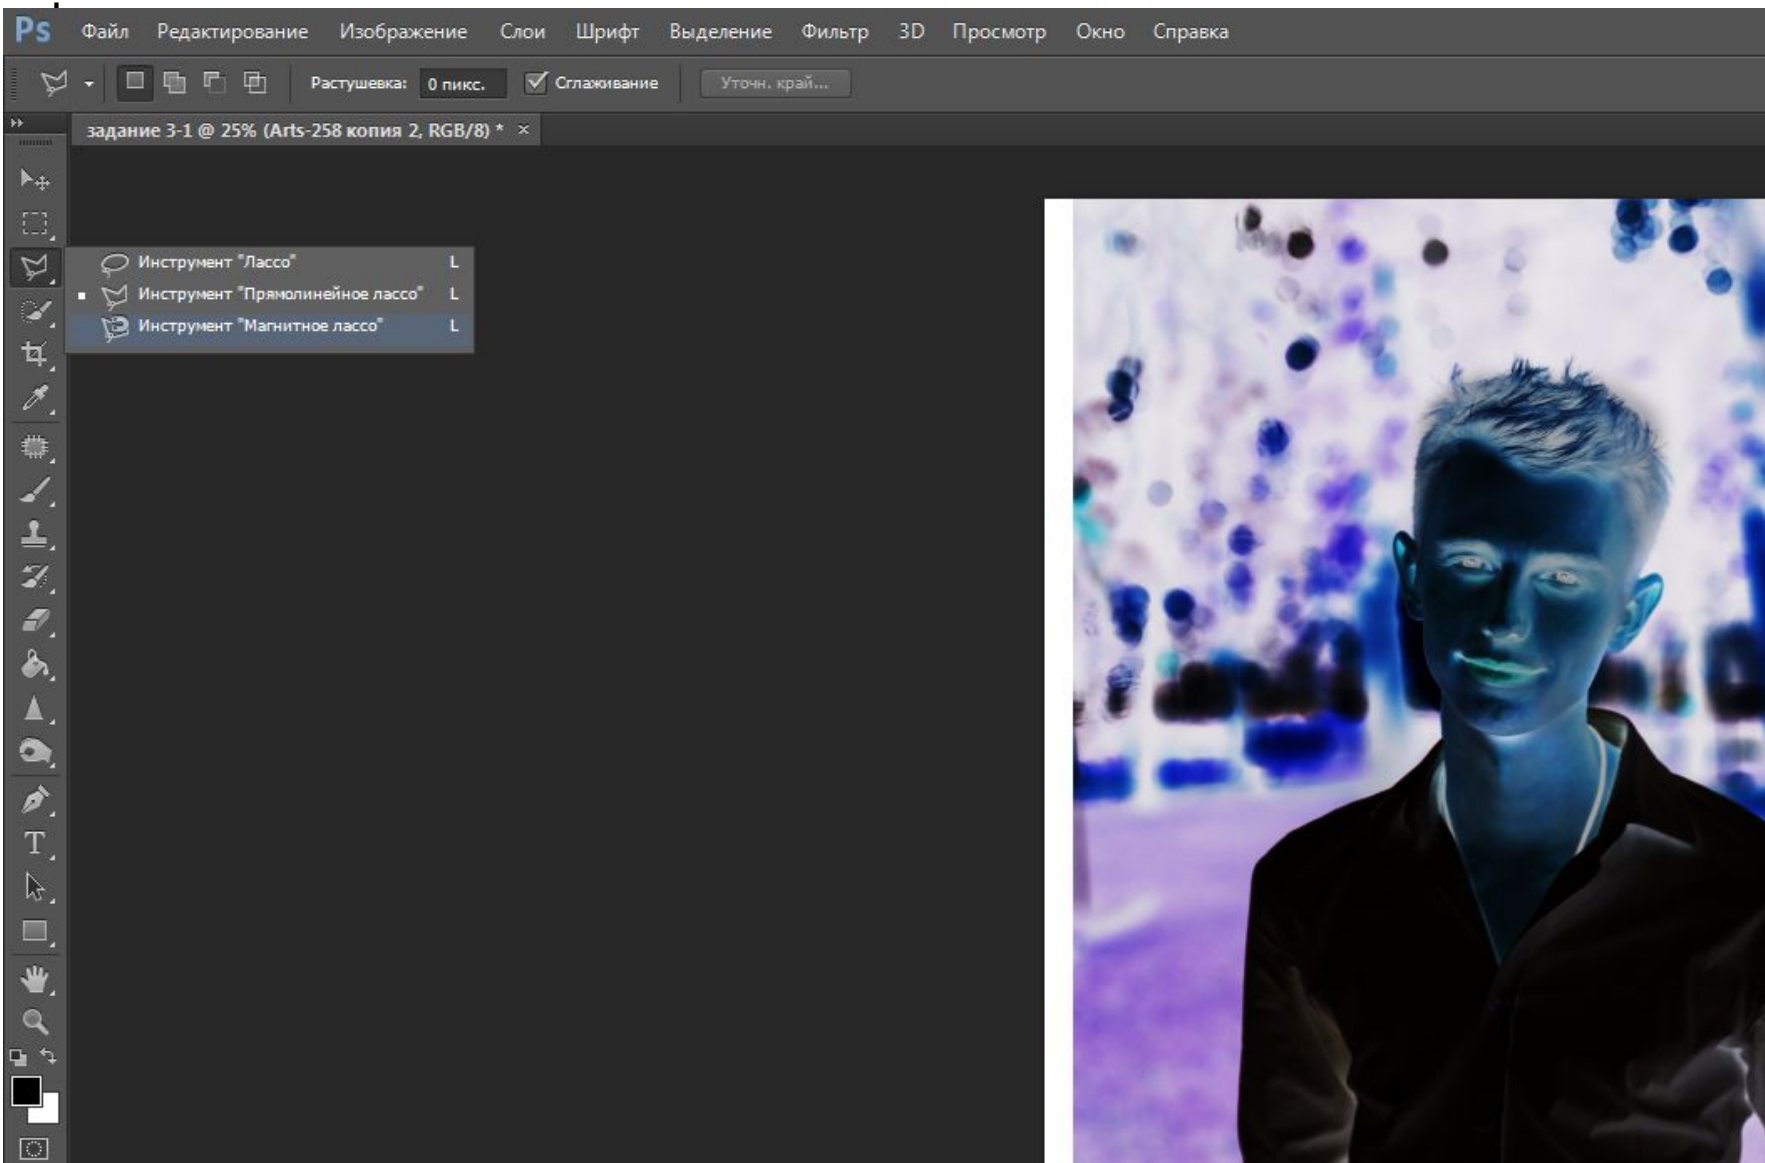 Ps Файл Редактирование Изображение Слои Шрифт Выделение Фильтр 3D Просмотр Окно Справка
Растушевка: 0 пикс. Сглаживание Уточн. край...
задание 3-1 @ 25% (Arts-258 копия 2, RGB/8) * ×
Инструмент "Лассо" L
Инструмент "Прямолинейное лассо" L
Инструмент "Магнитное лассо" L